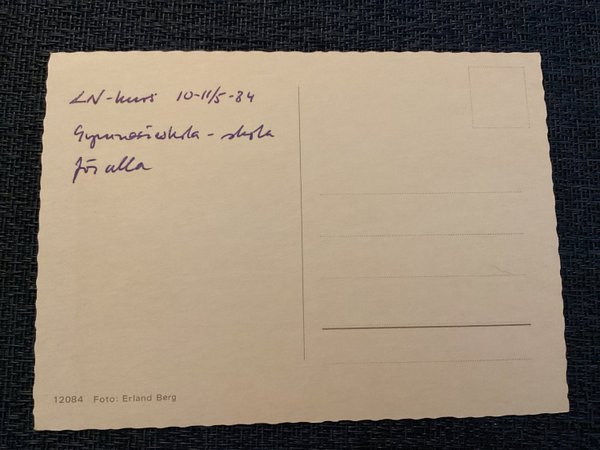 LN-kurs 10-11/5-84
Gymnasieskola - skola
för alla
12084 Foto: Erland Berg